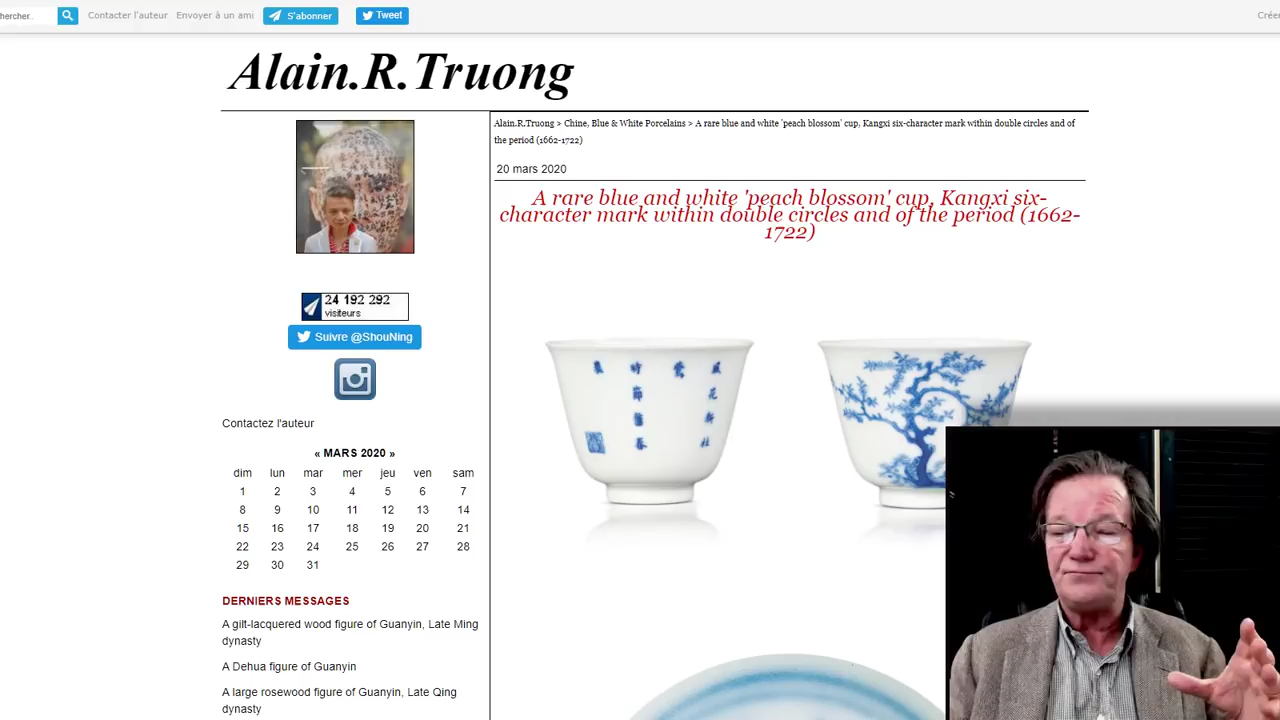 hercher..
Contacter l'auteur
Envoyer à un ami
S'abonner
Tweet
Crée
Alain.R.Truong
Alain.R.Truong > Chine, Blue & White Porcelains > A rare blue and white 'peach blossom' cup, Kangxi six-character mark within double circles and of
the period (1662-1722)
20 mars 2020
A rare blue and white 'peach blossom' cup, Kangxi six-
character mark within double circles and of the period (1662-
1722)
24 192 292
visiteurs
Suivre @ShouNing
Contactez l'auteur
« MARS 2020 »
dim lun mar mer jeu ven sam
1 2 3 4 5 6 7
8 9 10 11 12 13 14
15 16 17 18 19 20 21
22 23 24 25 26 27 28
29 30 31
DERNIERS MESSAGES
A gilt-lacquered wood figure of Guanyin, Late Ming
dynasty
A Dehua figure of Guanyin
A large rosewood figure of Guanyin, Late Qing
dynasty